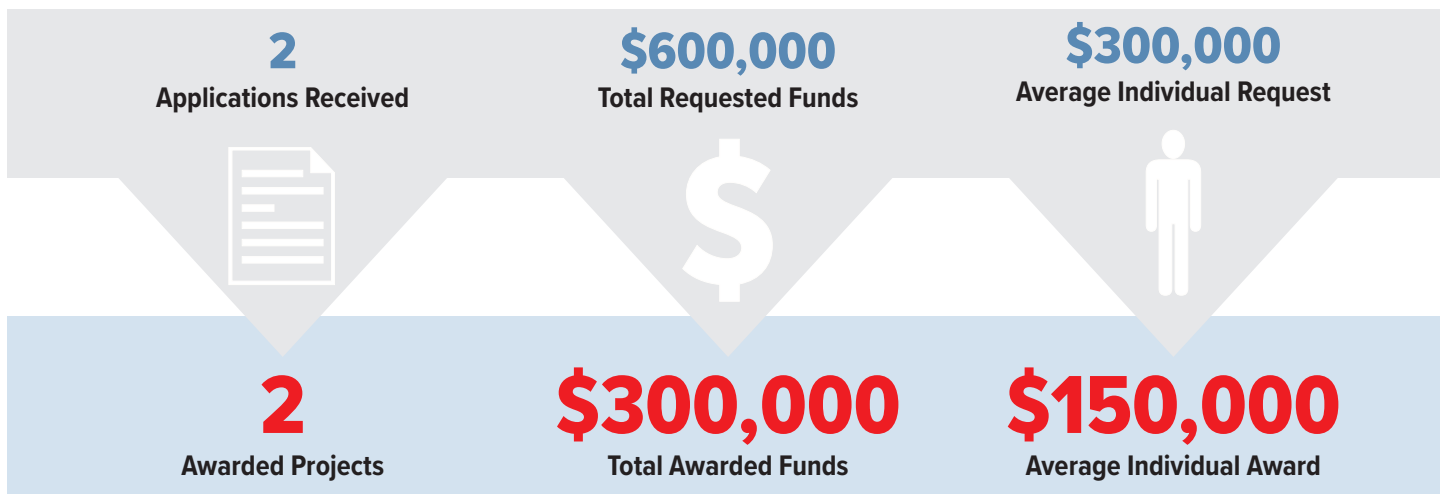 2
Applications Received
$600,000
Total Requested Funds
$300,000
Average Individual Request
2
Awarded Projects
$300,000
Total Awarded Funds
$150,000
Average Individual Award